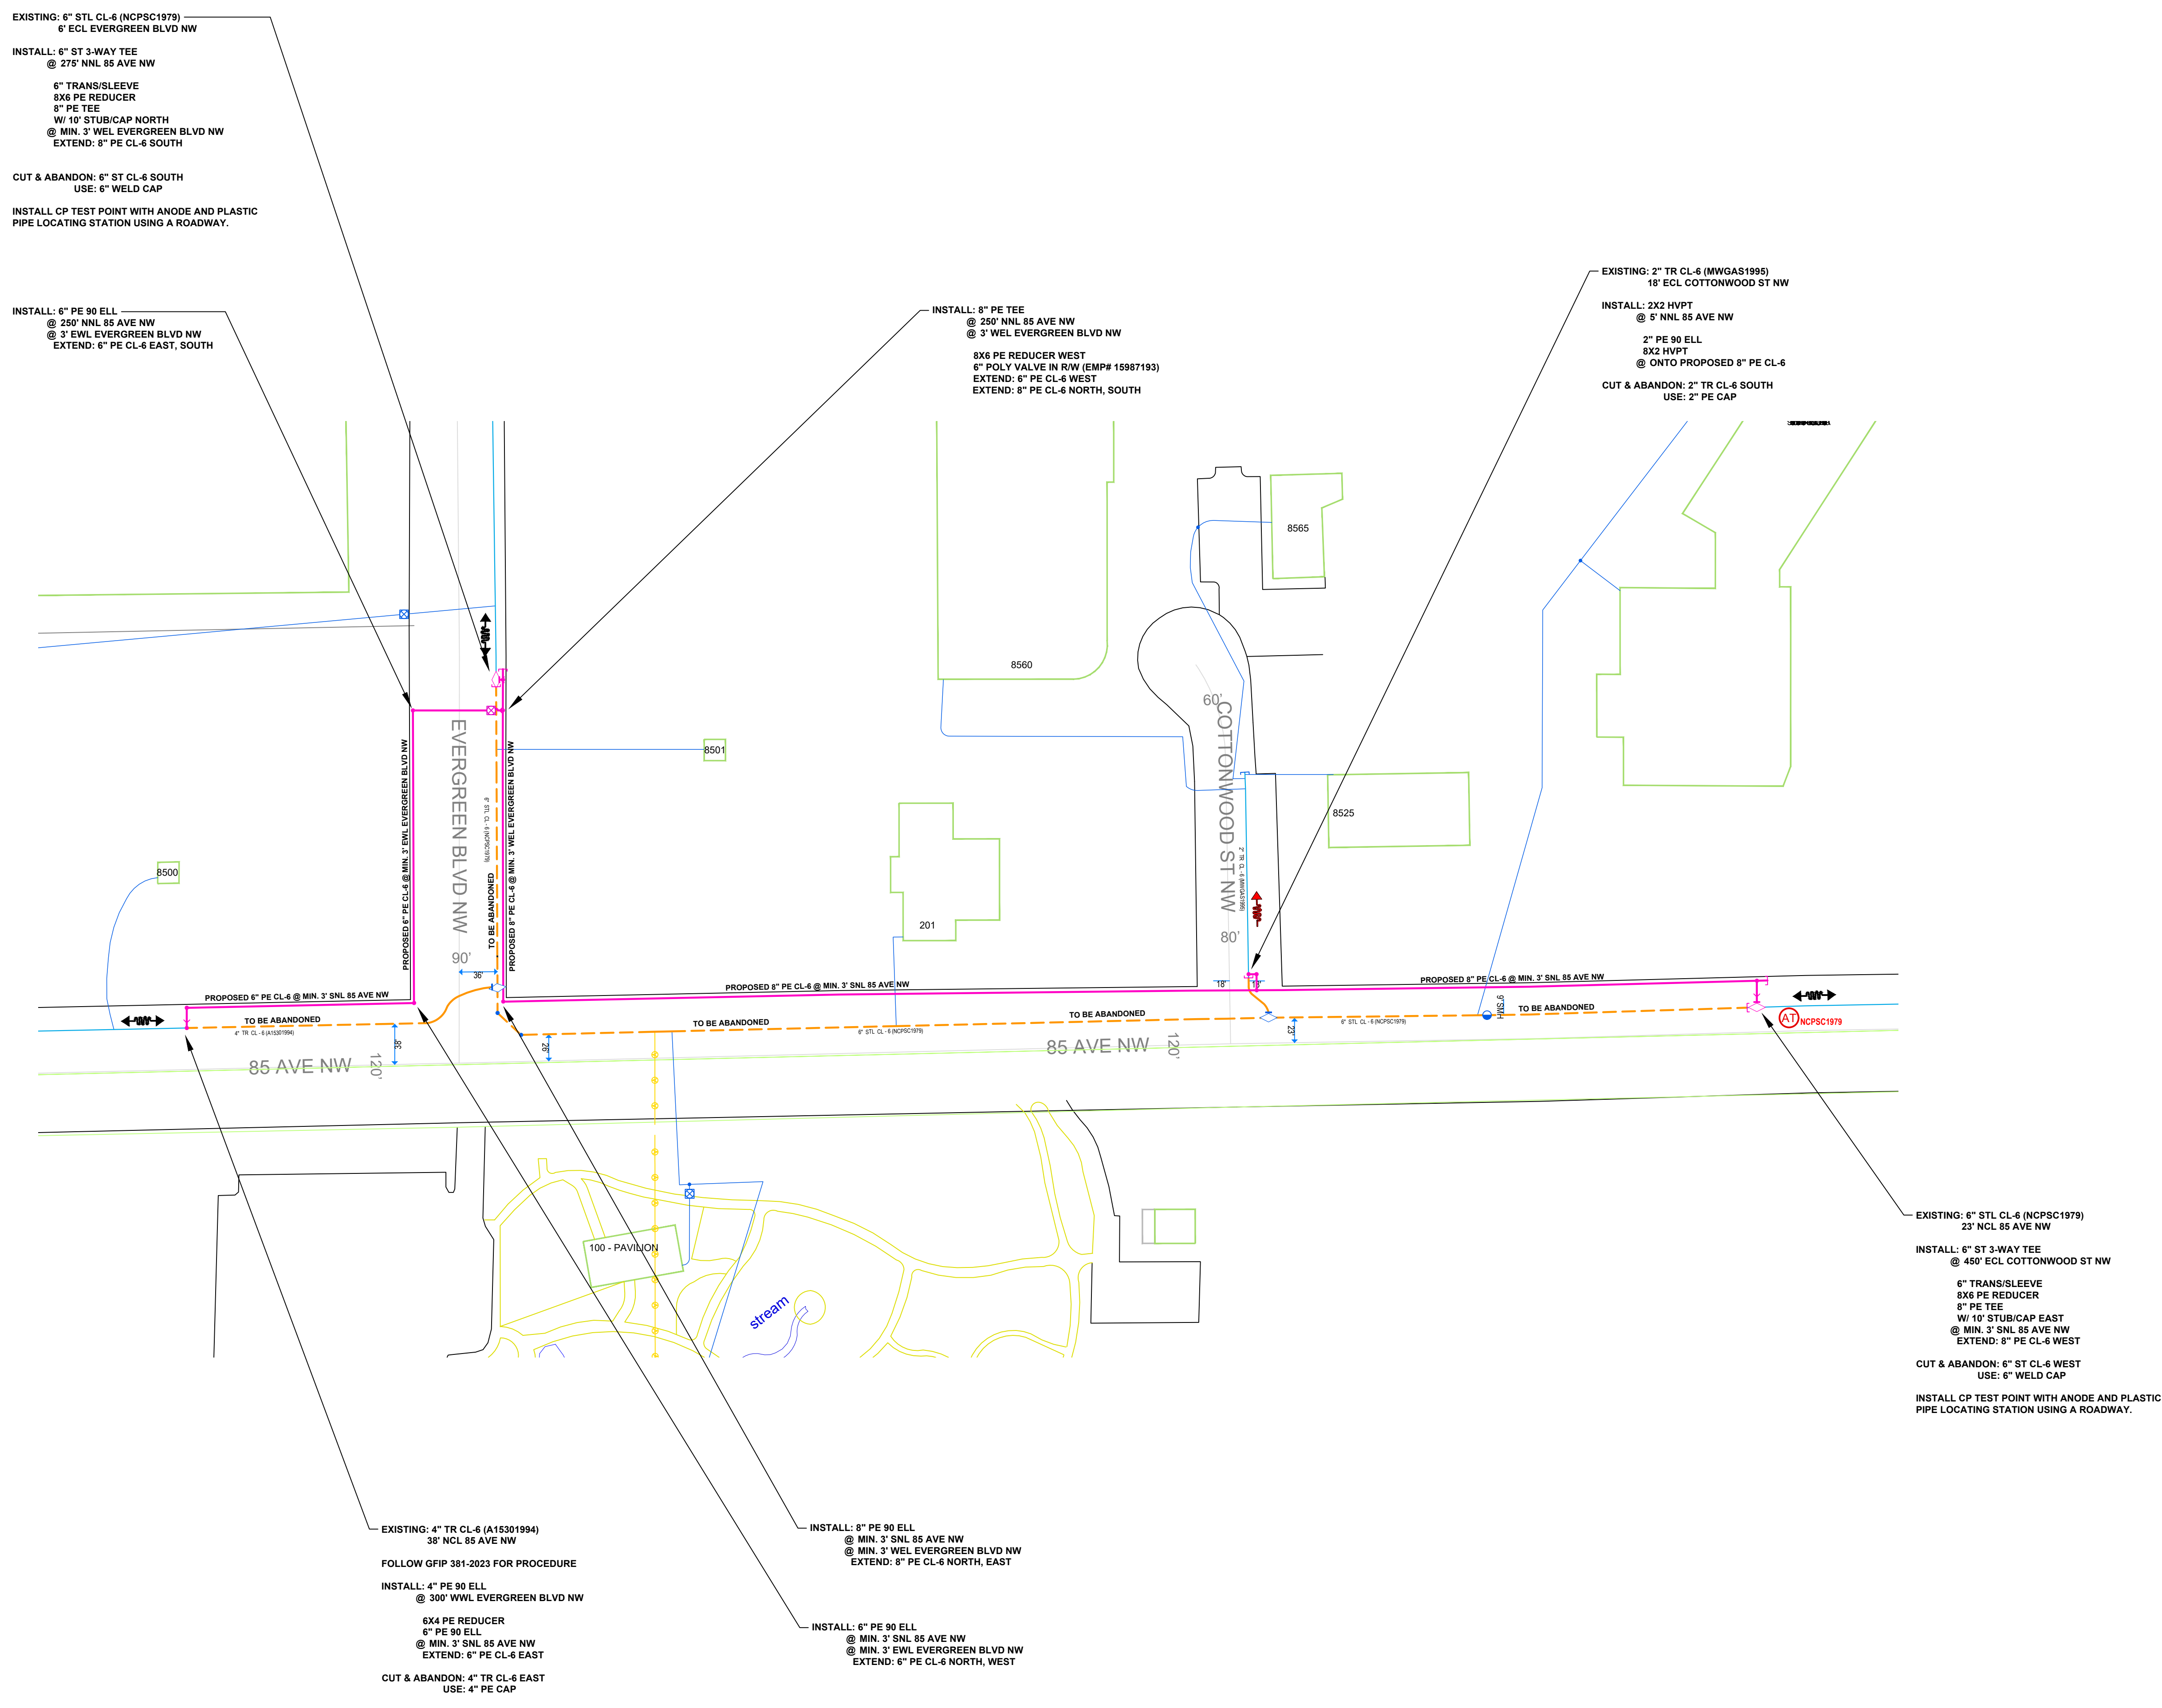 EXISTING: 6" STL CL-6 (NCPSC1979)
6' ECL EVERGREEN BLVD NW
INSTALL: 6" ST 3-WAY TEE
@ 275' NNL 85 AVE NW
6" TRANS/SLEEVE
8X6 PE REDUCER
8" PE TEE
W/ 10' STUB/CAP NORTH
@ MIN. 3' WEL EVERGREEN BLVD NW
EXTEND: 8" PE CL-6 SOUTH
CUT & ABANDON: 6" ST CL-6 SOUTH
USE: 6" WELD CAP
INSTALL CP TEST POINT WITH ANODE AND PLASTIC
PIPE LOCATING STATION USING A ROADWAY.
INSTALL: 6" PE 90 ELL
@ 250' NNL 85 AVE NW
@ 3' EWL EVERGREEN BLVD NW
EXTEND: 6" PE CL-6 EAST, SOUTH
INSTALL: 8" PE TEE
@ 250' NNL 85 AVE NW
@ 3' WEL EVERGREEN BLVD NW
8X6 PE REDUCER WEST
6" POLY VALVE IN R/W (EMP# 15987193)
EXTEND: 6" PE CL-6 WEST
EXTEND: 8" PE CL-6 NORTH, SOUTH
EXISTING: 2" TR CL-6 (MWGAS1995)
18' ECL COTTONWOOD ST NW
INSTALL: 2X2 HVPT
@ 5' NNL 85 AVE NW
2" PE 90 ELL
8X2 HVPT
@ ONTO PROPOSED 8" PE CL-6
CUT & ABANDON: 2" TR CL-6 SOUTH
USE: 2" PE CAP
8565
8560
60'
COTTONWOOD ST NW
80'
2" TR CL-6 (MWGAS1995)
8501
8525
8500
201
EVERGREEN BLVD NW
90'
36'
PROPOSED 6" PE CL-6 @ MIN. 3' EWL EVERGREEN BLVD NW
6" STL CL-6 (NCPSC1979)
TO BE ABANDONED
PROPOSED 8" PE CL-6 @ MIN. 3' WEL EVERGREEN BLVD NW
18'
18'
PROPOSED 6" PE CL-6 @ MIN. 3' SNL 85 AVE NW
PROPOSED 8" PE CL-6 @ MIN. 3' SNL 85 AVE NW
PROPOSED 8" PE CL-6 @ MIN. 3' SNL 85 AVE NW
TO BE ABANDONED
4" TR CL-6 (A15301994)
38'
TO BE ABANDONED
26'
6" STL CL-6 (NCPSC1979)
TO BE ABANDONED
23'
6" STL CL-6 (NCPSC1979)
TO BE ABANDONED
AT
NCPSC1979
85 AVE NW
120'
85 AVE NW
120'
100 - PAVILION
stream
EXISTING: 6" STL CL-6 (NCPSC1979)
23' NCL 85 AVE NW
INSTALL: 6" ST 3-WAY TEE
@ 450' ECL COTTONWOOD ST NW
6" TRANS/SLEEVE
8X6 PE REDUCER
8" PE TEE
W/ 10' STUB/CAP EAST
@ MIN. 3' SNL 85 AVE NW
EXTEND: 8" PE CL-6 WEST
CUT & ABANDON: 6" ST CL-6 WEST
USE: 6" WELD CAP
INSTALL CP TEST POINT WITH ANODE AND PLASTIC
PIPE LOCATING STATION USING A ROADWAY.
EXISTING: 4" TR CL-6 (A15301994)
38' NCL 85 AVE NW
FOLLOW GFIP 381-2023 FOR PROCEDURE
INSTALL: 4" PE 90 ELL
@ 300' WWL EVERGREEN BLVD NW
6X4 PE REDUCER
6" PE 90 ELL
@ MIN. 3' SNL 85 AVE NW
EXTEND: 6" PE CL-6 EAST
CUT & ABANDON: 4" TR CL-6 EAST
USE: 4" PE CAP
INSTALL: 8" PE 90 ELL
@ MIN. 3' SNL 85 AVE NW
@ MIN. 3' WEL EVERGREEN BLVD NW
EXTEND: 8" PE CL-6 NORTH, EAST
INSTALL: 6" PE 90 ELL
@ MIN. 3' SNL 85 AVE NW
@ MIN. 3' EWL EVERGREEN BLVD NW
EXTEND: 6" PE CL-6 NORTH, WEST